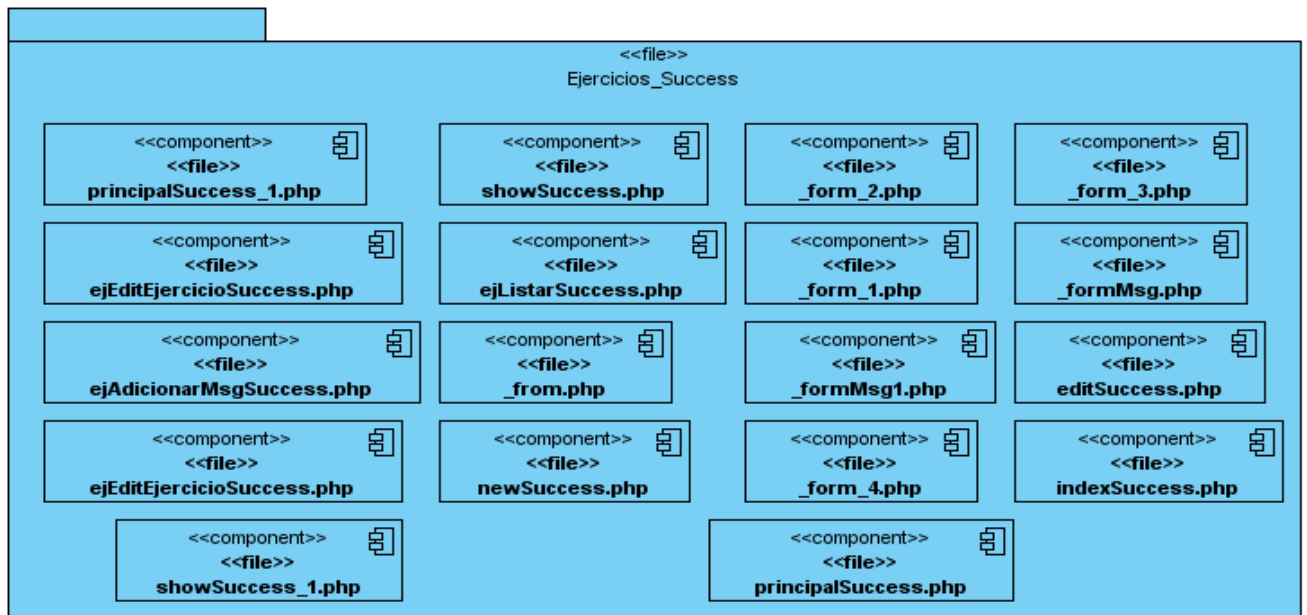 <<file>>
Ejercicios_Success
<<component>>
<<file>>
principalSuccess_1.php
<<component>>
<<file>>
showSuccess.php
<<component>>
<<file>>
_form_2.php
<<component>>
<<file>>
_form_3.php
<<component>>
<<file>>
ejEditEjercicioSuccess.php
<<component>>
<<file>>
ejListarSuccess.php
<<component>>
<<file>>
_form_1.php
<<component>>
<<file>>
_formMsg.php
<<component>>
<<file>>
ejAdicionarMsgSuccess.php
<<component>>
<<file>>
_from.php
<<component>>
<<file>>
_formMsg1.php
<<component>>
<<file>>
editSuccess.php
<<component>>
<<file>>
ejEditEjercicioSuccess.php
<<component>>
<<file>>
newSuccess.php
<<component>>
<<file>>
_form_4.php
<<component>>
<<file>>
indexSuccess.php
<<component>>
<<file>>
showSuccess_1.php
<<component>>
<<file>>
principalSuccess.php